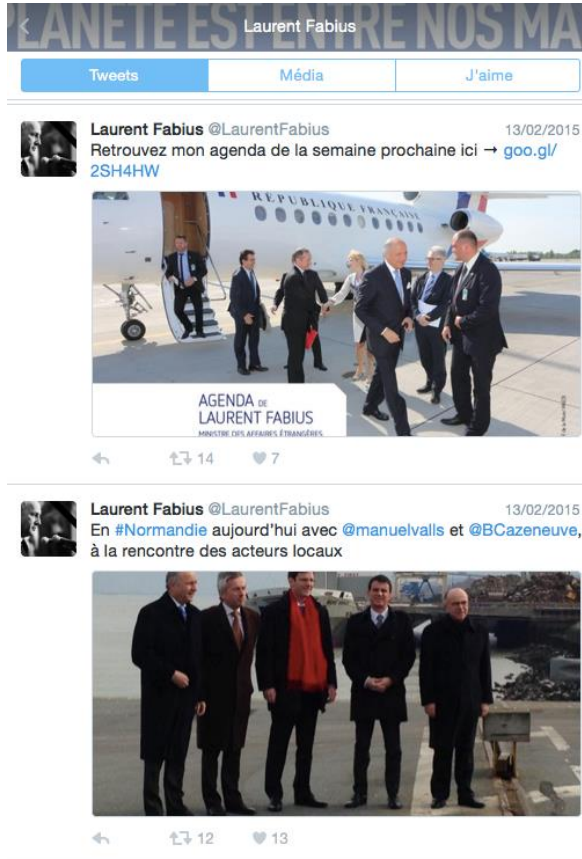 PLANÈTE EST ENTRE NOS MA
Laurent Fabius
Tweets
Média
J'aime
Laurent Fabius @LaurentFabius 13/02/2015
Retrouvez mon agenda de la semaine prochaine ici → goo.gl/
2SH4HW
RÉPUBLIQUE FRANÇAISE
AGENDA DE
LAURENT FABIUS
MINISTRE DES AFFAIRES ÉTRANGÈRES
14 7
Laurent Fabius @LaurentFabius 13/02/2015
En #Normandie aujourd'hui avec @manuelvalls et @BCazeneuve,
à la rencontre des acteurs locaux
12 13